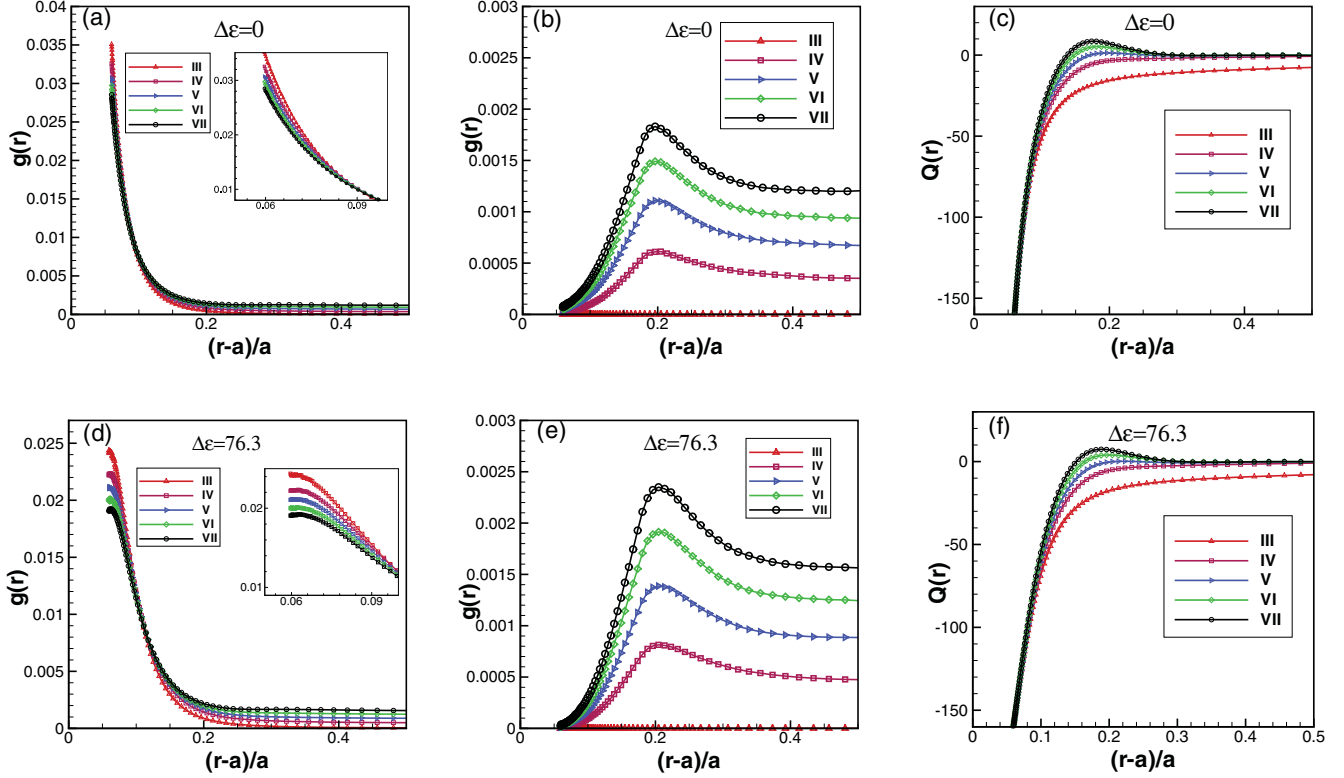 (a)
Δε=0
g(r)
0.04
0.035
0.03
0.025
0.02
0.015
0.01
0.005
0
0
0.2
0.4
(r-a)/a
III
IV
V
VI
VII
0.03
0.02
0.01
0.06
0.09
(b)
Δε=0
g(r)
0.003
0.0025
0.002
0.0015
0.001
0.0005
0
0
0.2
0.4
(r-a)/a
III
IV
V
VI
VII
(c)
Δε=0
Q(r)
0
-50
-100
-150
0
0.2
0.4
(r-a)/a
III
IV
V
VI
VII
(d)
Δε=76.3
g(r)
0.025
0.02
0.015
0.01
0.005
0
0
0.2
0.4
(r-a)/a
III
IV
V
VI
VII
0.02
0.01
0.06
0.09
(e)
Δε=76.3
g(r)
0.003
0.0025
0.002
0.0015
0.001
0.0005
0
0
0.2
0.4
(r-a)/a
III
IV
V
VI
VII
(f)
Δε=76.3
Q(r)
0
-50
-100
-150
0
0.1
0.2
0.3
0.4
0.5
(r-a)/a
III
IV
V
VI
VII